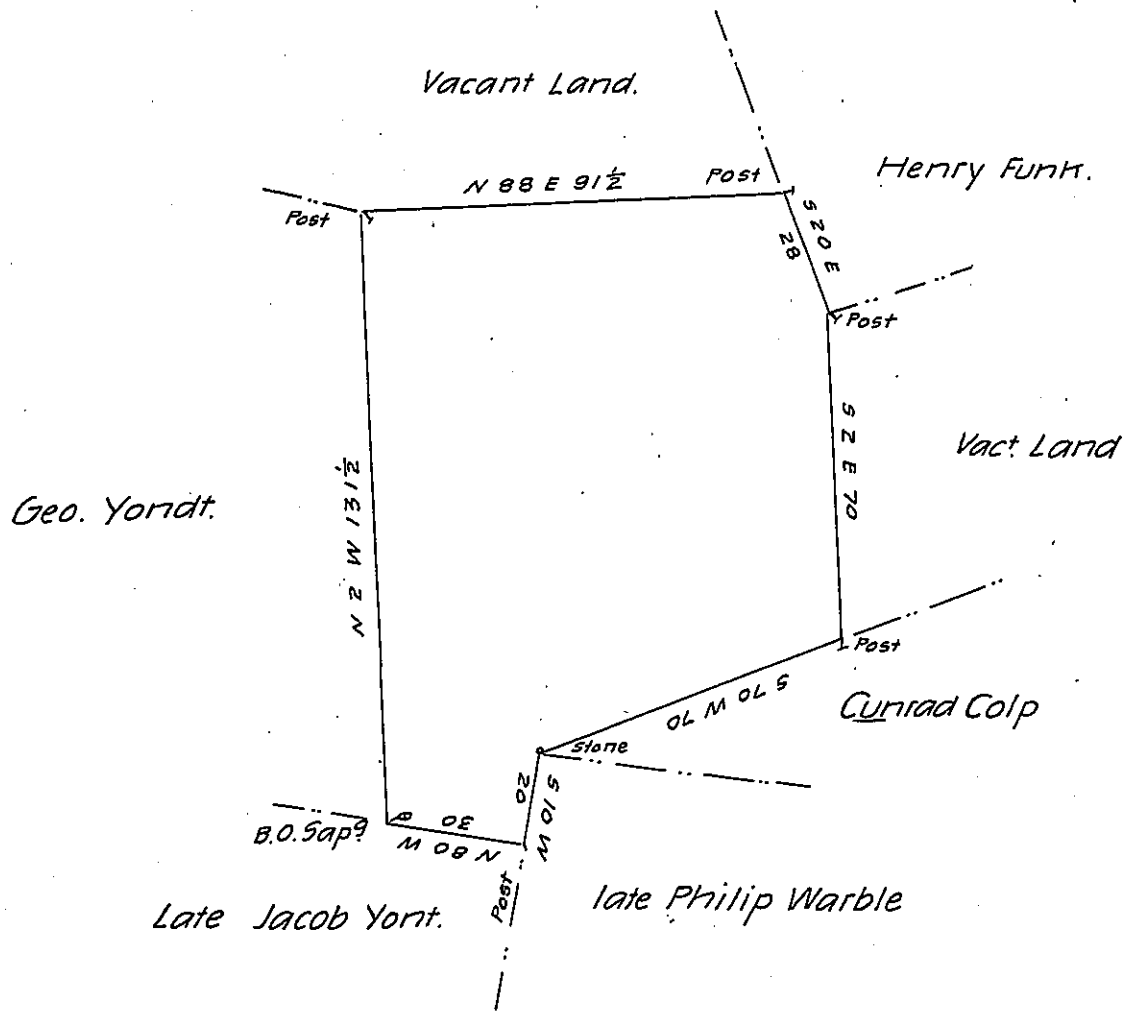 Vacant Land.
Henry Funk.
N 88 E 91½
Post
Post
S 20 E
28
Post
S 2 E 70
Vact. Land
N 2 W 131½
Geo. Yondt.
Post
S 70 W 70
Cunrad Colp
Stone
S 10 W
20
B.O. Sapg
N 80 W
30
Post
Late Jacob Yont.
late Philip Warble